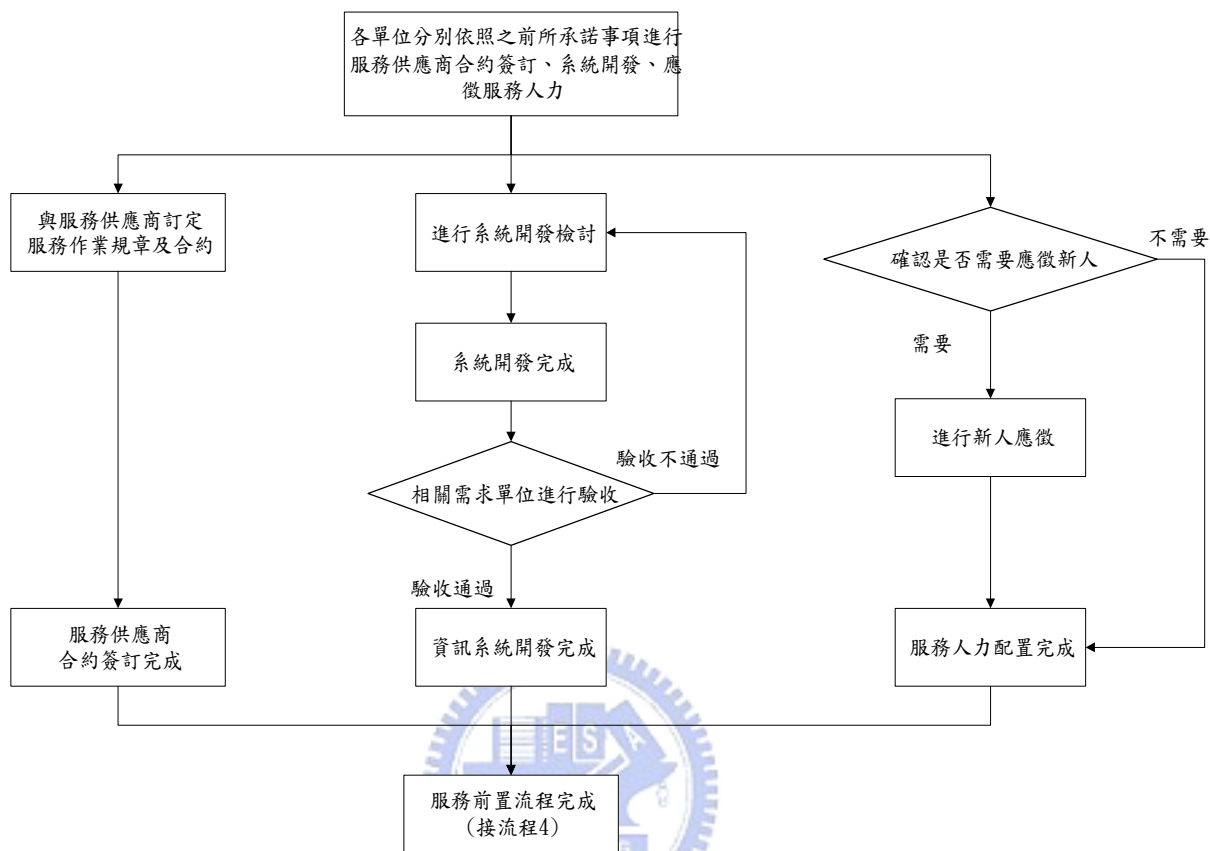 各單位分別依照之前所承諾事項進行
服務供應商合約簽訂、系統開發、應
徵服務人力
與服務供應商訂定
服務作業規章及合約
進行系統開發檢討
確認是否需要應徵新人
不需要
需要
系統開發完成
進行新人應徵
驗收不通過
相關需求單位進行驗收
驗收通過
服務供應商
合約簽訂完成
資訊系統開發完成
服務人力配置完成
ESA
服務前置流程完成
(接流程4)